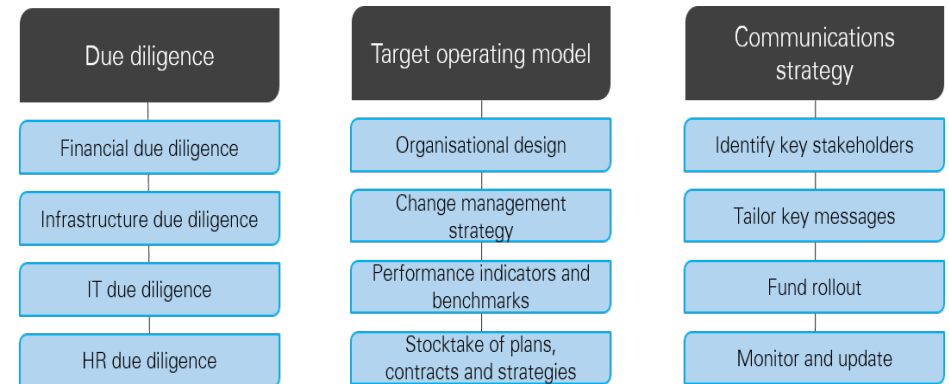 Due diligence
Financial due diligence
Infrastructure due diligence
IT due diligence
HR due diligence
Target operating model
Organisational design
Change management
strategy
Performance indicators and
benchmarks
Stocktake of plans,
contracts and strategies
Communications
strategy
Identify key stakeholders
Tailor key messages
Fund rollout
Monitor and update